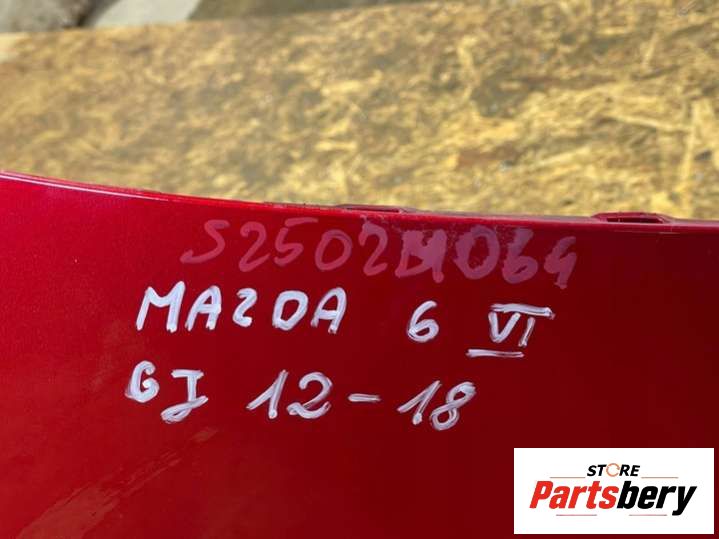 MAZDA 6 VI
GJ 12-18
STORE
Partsbery